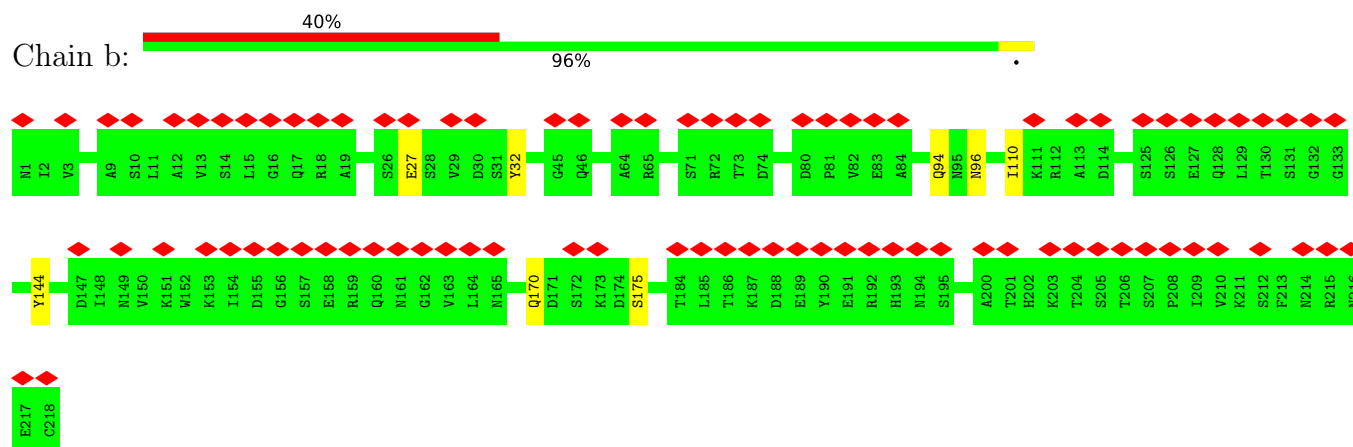 40%
Chain b:
96%
•
N1 I2 V3 A9 S10 L11 A12 V13 S14 L15 G16 Q17 R18 A19 S26 E27 S28 V29 D30 S31 Y32 G45 Q46 A64 R65 S71 R72 T73 D74 D80 P81 V82 E83 A84 Q94 N95 N96 I110 K111 R112 A113 D114 S125 S126 E127 Q128 L129 T130 S131 G132 G133
Y144 D147 I148 N149 V150 K151 W152 K153 I154 D155 G156 S157 E158 R159 Q160 N161 G162 V163 L164 N165 Q170 D171 S172 K173 D174 S175 T184 L185 T186 K187 D188 E189 Y190 E191 R192 H193 N194 S195 A200 T201 H202 K203 T204 S205 T206 S207 P208 I209 V210 K211 S212 F213 N214 R215 N216
E217 C218